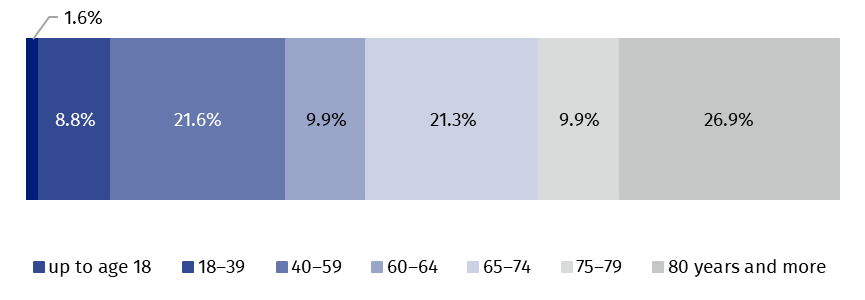 1.6%
8.8% 21.6% 9.9% 21.3% 9.9% 26.9%
up to age 18 18–39 40–59 60–64 65–74 75–79 80 years and more